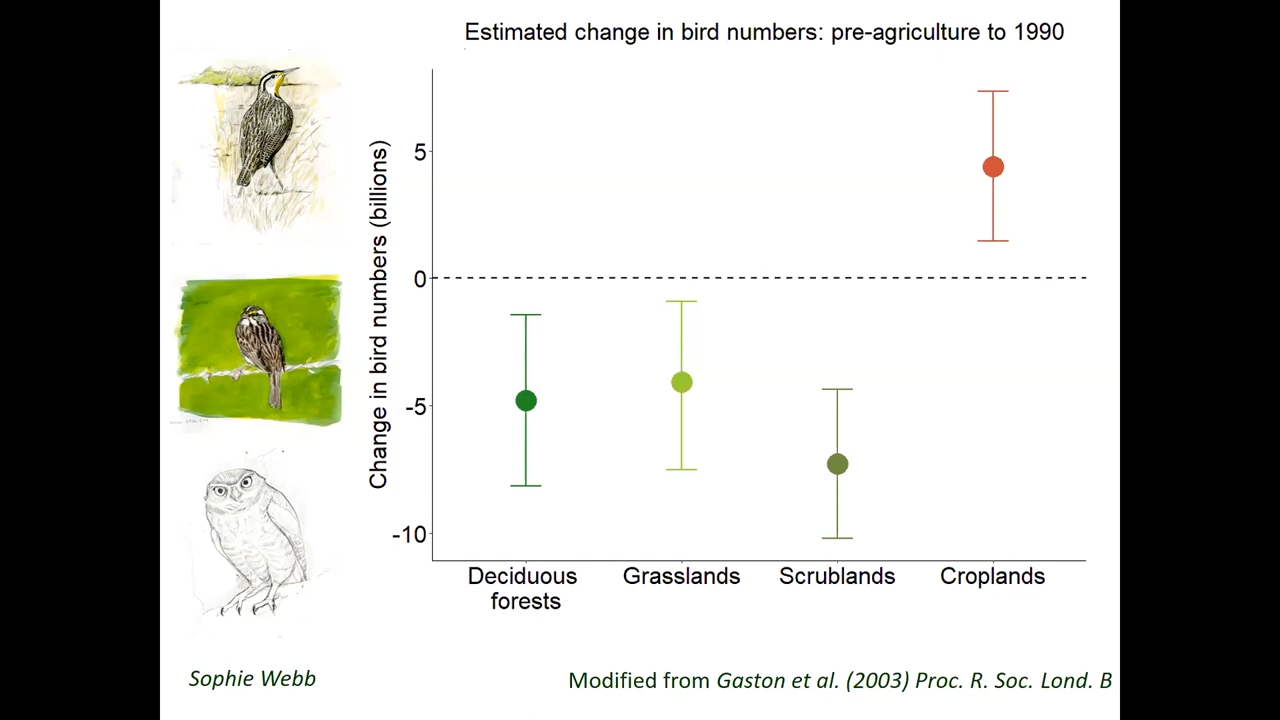 Estimated change in bird numbers: pre-agriculture to 1990
Change in bird numbers (billions)
5
0
-5
-10
Deciduous
forests
Grasslands
Scrublands
Croplands
Sophie Webb
Modified from Gaston et al. (2003) Proc. R. Soc. Lond. B